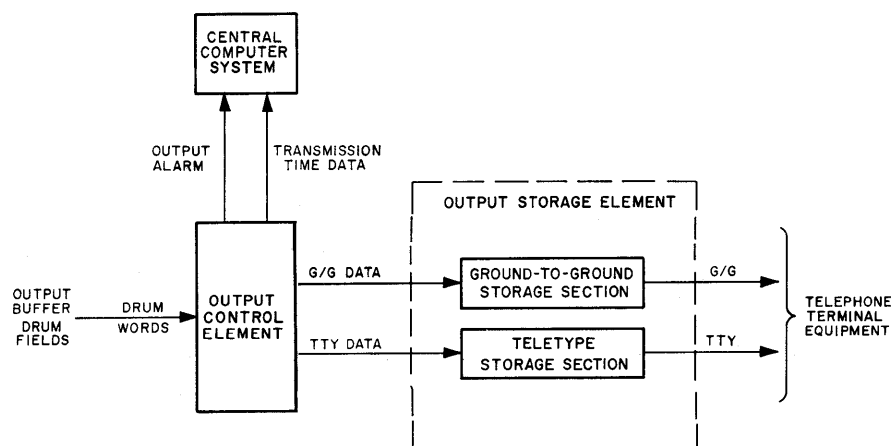 CENTRAL
COMPUTER
SYSTEM
OUTPUT
ALARM
TRANSMISSION
TIME DATA
OUTPUT STORAGE ELEMENT
OUTPUT
BUFFER
DRUM
FIELDS
DRUM
WORDS
OUTPUT
CONTROL
ELEMENT
G/G DATA
GROUND-TO-GROUND
STORAGE SECTION
G/G
TTY DATA
TELETYPE
STORAGE SECTION
TTY
TELEPHONE
TERMINAL
EQUIPMENT